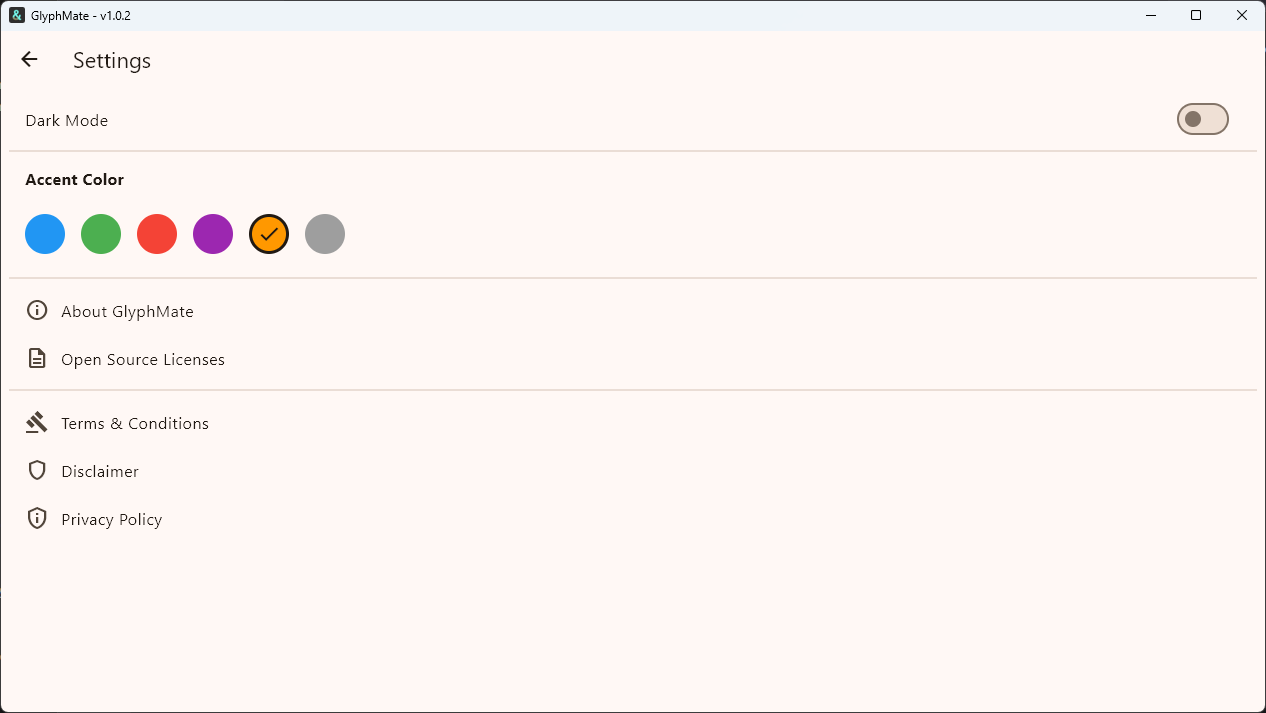 GlyphMate - v1.0.2
Settings
Dark Mode
Accent Color
About GlyphMate
Open Source Licenses
Terms & Conditions
Disclaimer
Privacy Policy